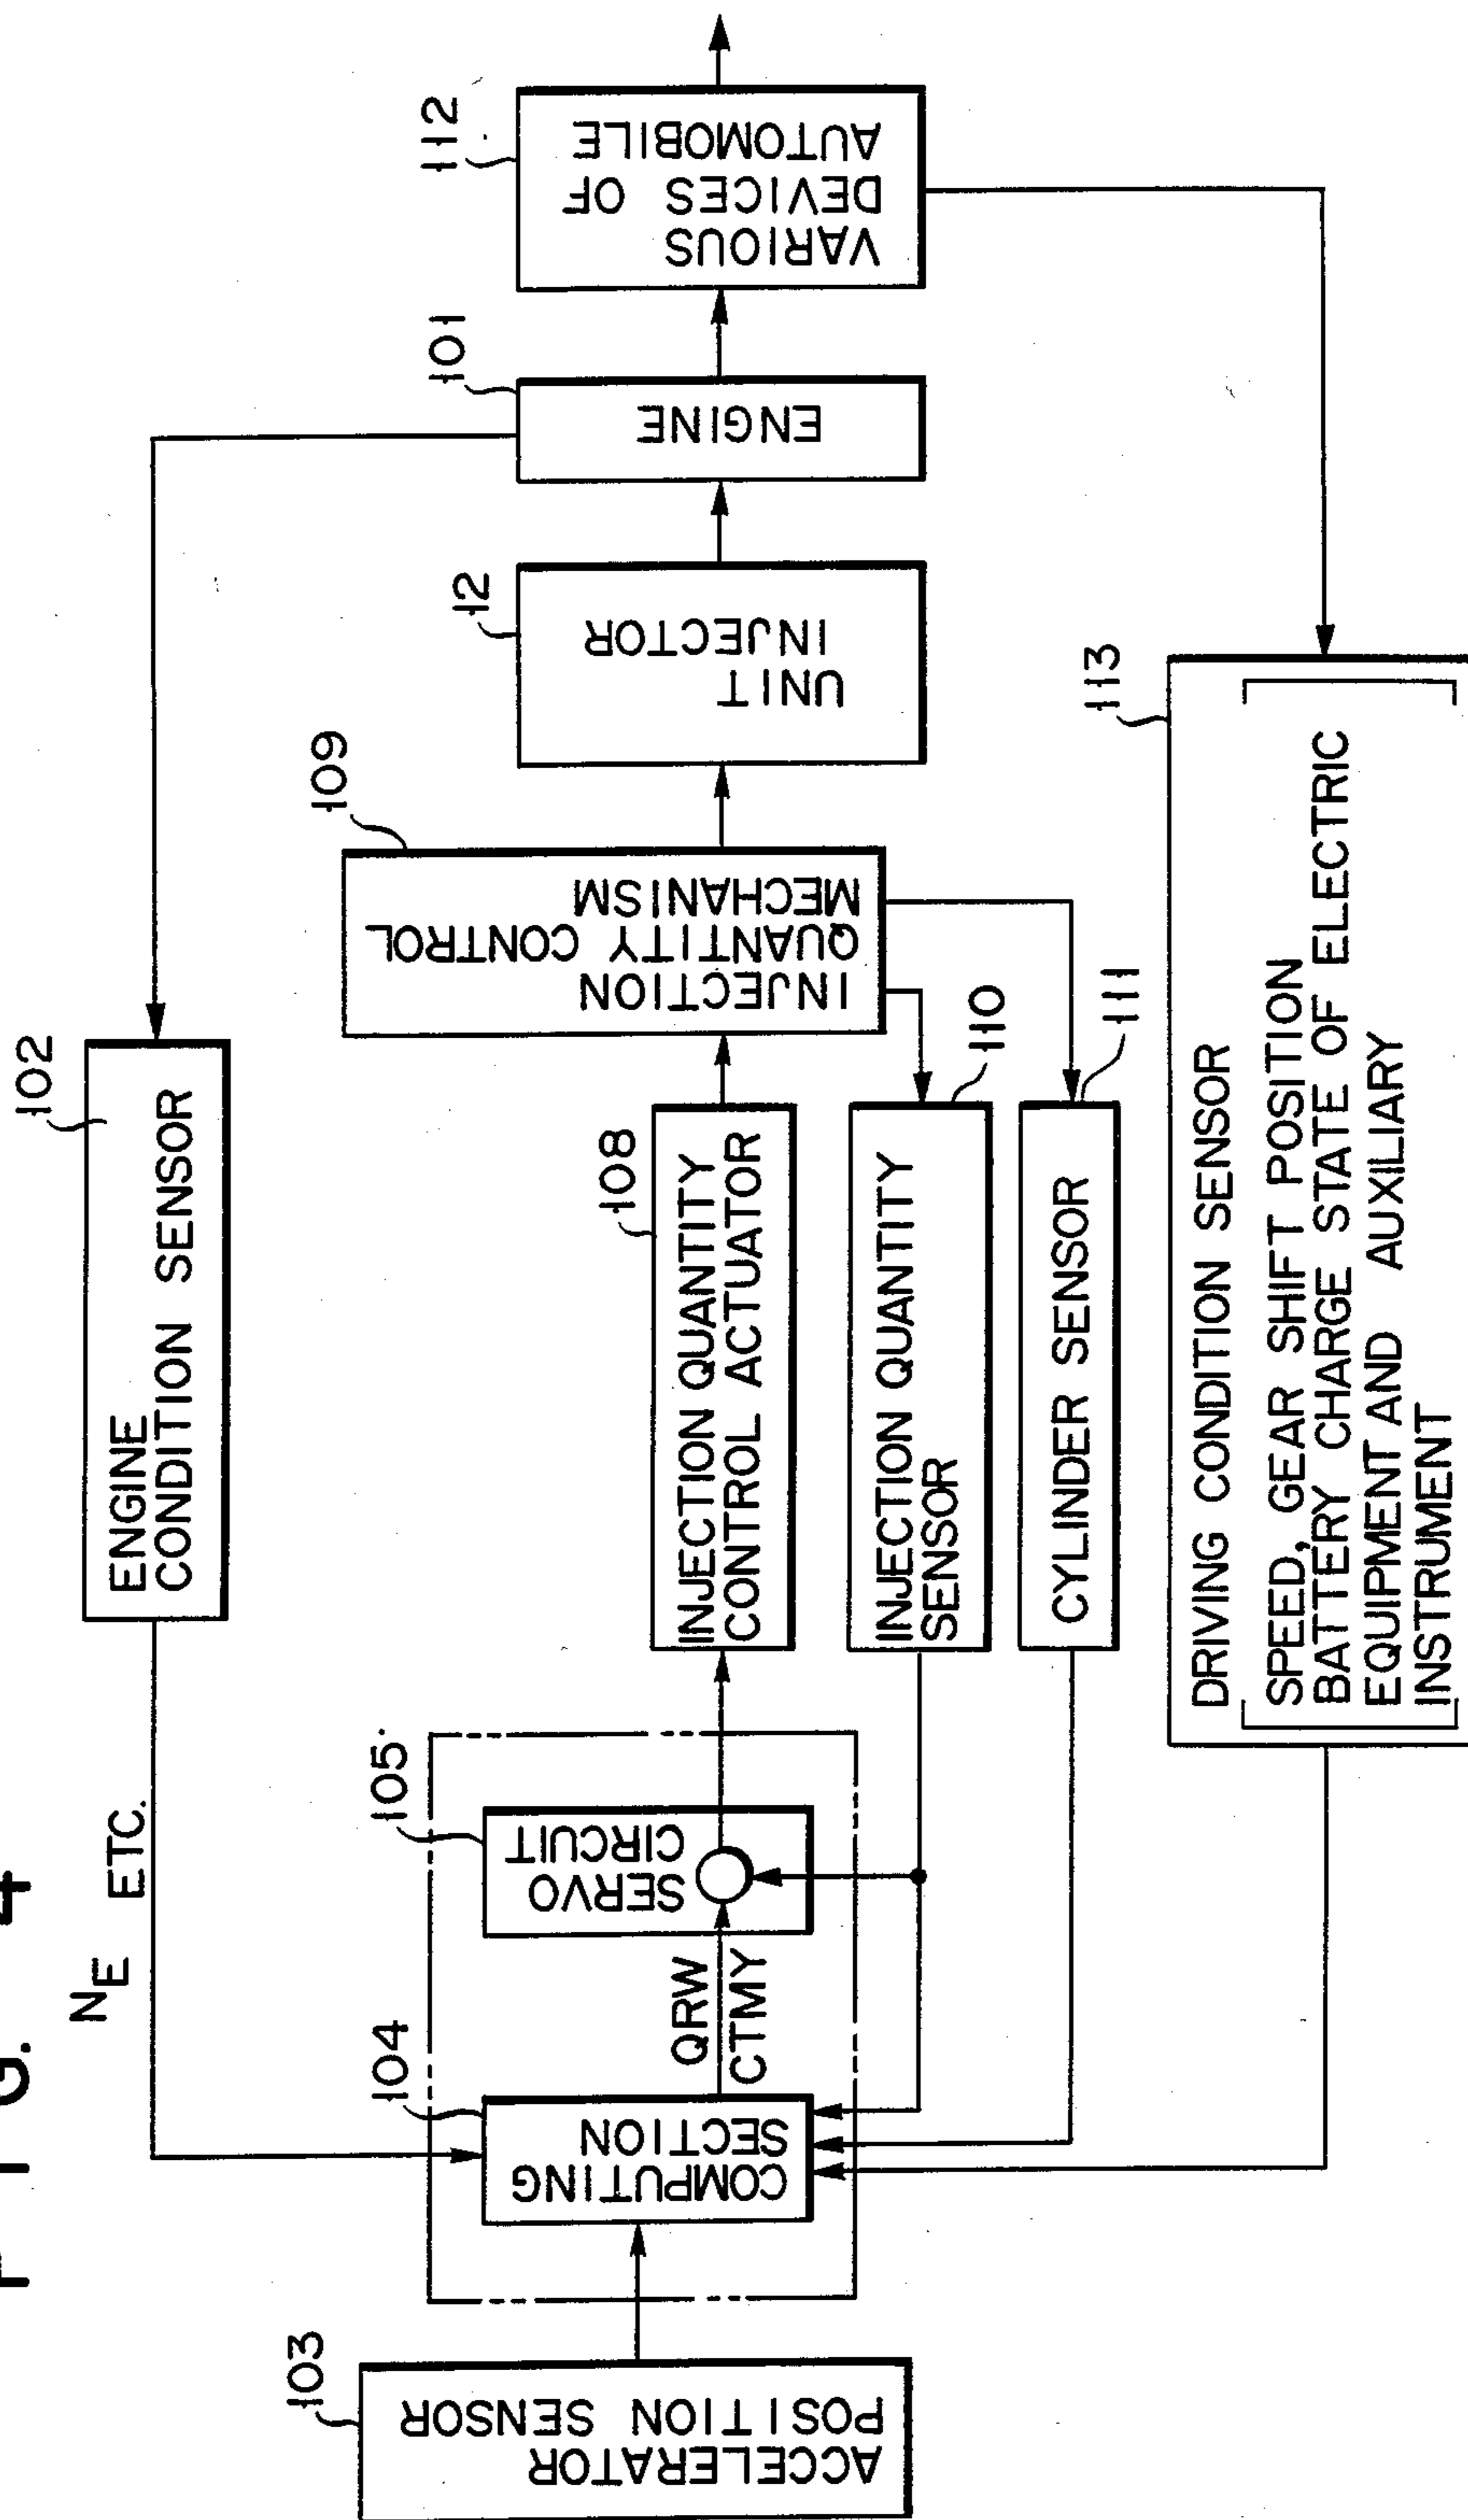 FIG. 4
102
ENGINE
CONDITION SENSOR
NE ETC.
103
ACCELERATOR
POSITION SENSOR
104
COMPUTING
SECTION
QRW
CTMY
105
SERVO
CIRCUIT
108
INJECTION QUANTITY
CONTROL ACTUATOR
109
INJECTION
QUANTITY CONTROL
MECHANISM
12
UNIT
INJECTOR
101
ENGINE
112
VARIOUS
DEVICES OF
AUTOMOBILE
110
INJECTION QUANTITY
SENSOR
111
CYLINDER SENSOR
113
DRIVING CONDITION SENSOR
SPEED, GEAR SHIFT POSITION
BATTERY CHARGE STATE OF ELECTRIC
EQUIPMENT AND AUXILIARY
INSTRUMENT